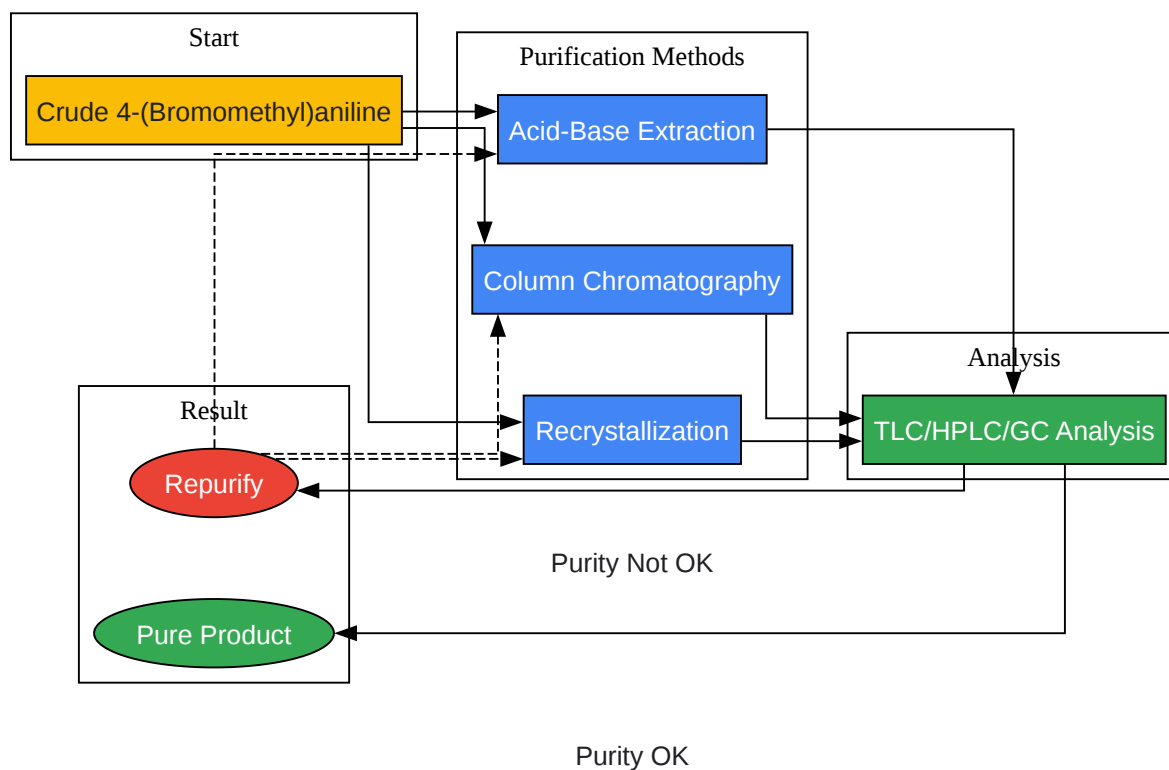 Start
Crude 4-(Bromomethyl)aniline
Purification Methods
Acid-Base Extraction
Column Chromatography
Recrystallization
Analysis
TLC/HPLC/GC Analysis
Result
Repurify
Pure Product
Purity Not OK
Purity OK